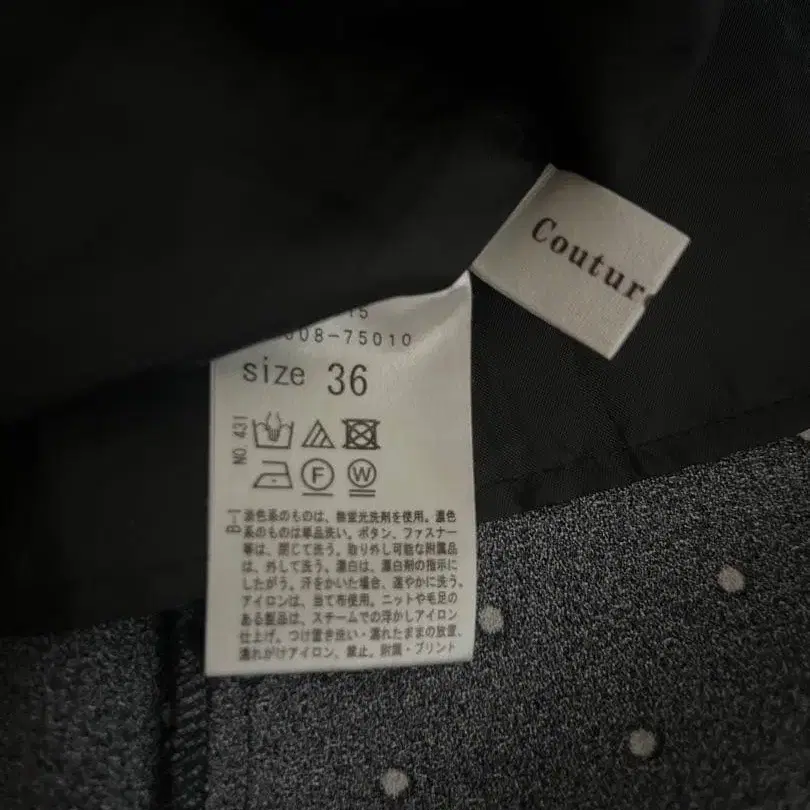 Coutur
15
008-75010
size 36
NO.431
F W
B-1
淡色系のものは、無蛍光洗剤を使用。濃色
系のものは単品洗い。ボタン、ファスナー
等は、閉じて洗う。取り外し可能な附属品
は、外して洗う。漂白は、漂白剤の指示に
したがう。汗をかいた場合、速やかに洗う。
アイロンは、当て布使用。ニットや毛足の
ある製品は、スチームでの浮かしアイロン
仕上げ。つけ置き洗い・濡れたままの放置、
濡れがけアイロン、禁止。附属・プリント